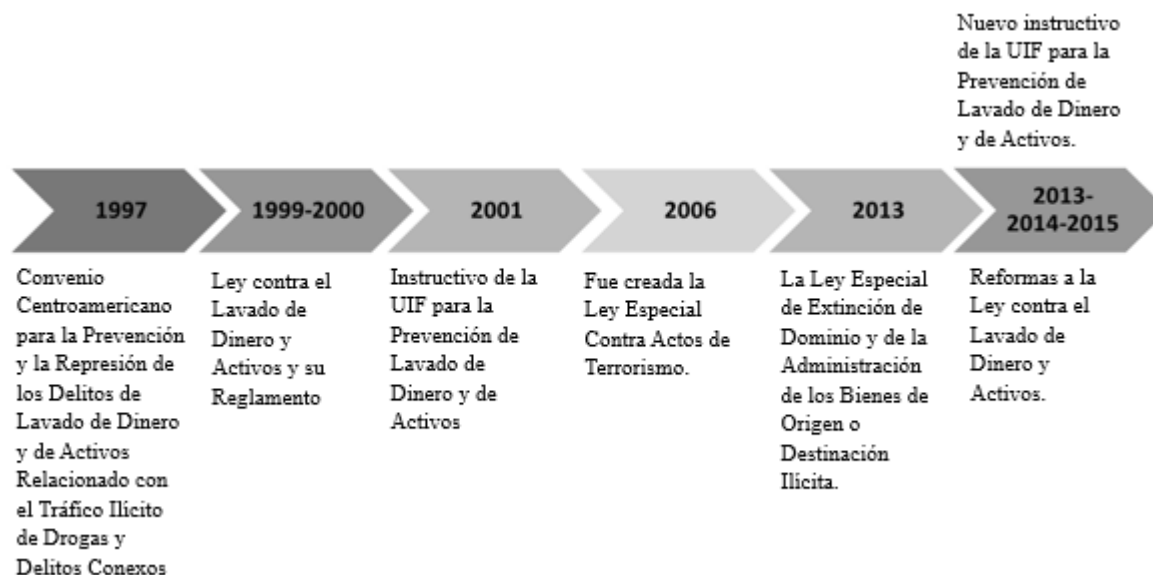 Nuevo instructivo
de la UIF para la
Prevención de
Lavado de Dinero
y de Activos.
1997
1999-2000
2001
2006
2013
2013-
2014-2015
Convenio
Centroamericano
para la Prevención
y la Represión de
los Delitos de
Lavado de Dinero
y de Activos
Relacionado con
el Tráfico Ilícito
de Drogas y
Delitos Conexos
Ley contra el
Lavado de
Dinero y
Activos y su
Reglamento
Instructivo de la
UIF para la
Prevención de
Lavado de
Dinero y de
Activos
Fue creada la
Ley Especial
Contra Actos de
Terrorismo.
La Ley Especial
de Extinción de
Dominio y de la
Administración
de los Bienes de
Origen o
Destinación
Ilícita.
Reformas a la
Ley contra el
Lavado de
Dinero y
Activos.